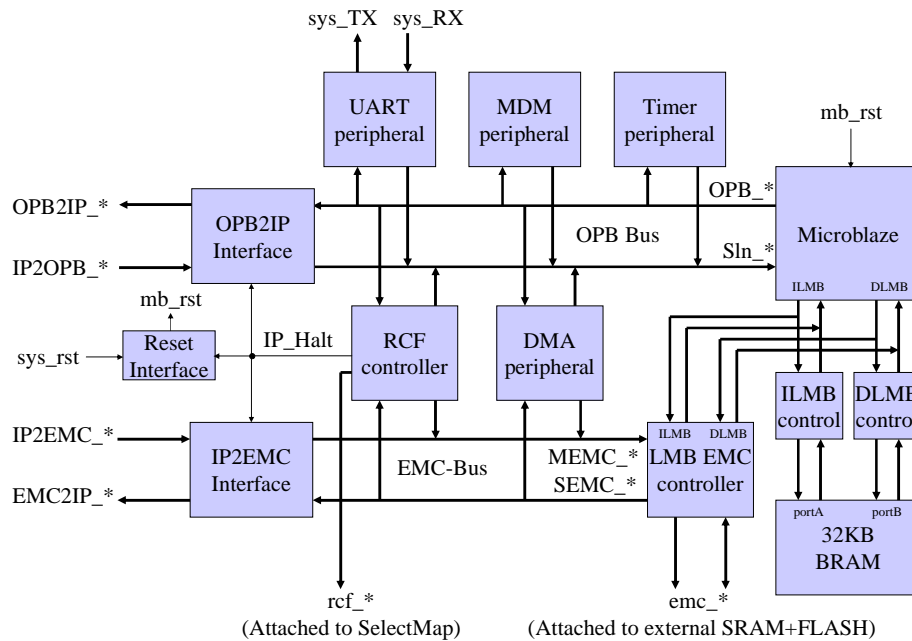 sys_TX sys_RX
UART
peripheral
MDM
peripheral
Timer
peripheral
mb_rst
OPB2IP_*
OPB2IP
Interface
OPB_*
OPB Bus
Microblaze
IP2OPB_*
Sln_*
ILMB DLMB
mb_rst
sys_rst
Reset
Interface
IP_Halt
RCF
controller
DMA
peripheral
ILMB
control
DLMB
control
IP2EMC_*
IP2EMC
Interface
EMC-Bus
MEMC_*
SEMC_*
ILMB DLMB
LMB EMC
controller
EMC2IP_*
portA portB
32KB
BRAM
rcf_*
(Attached to SelectMap)
emc_*
(Attached to external SRAM+FLASH)